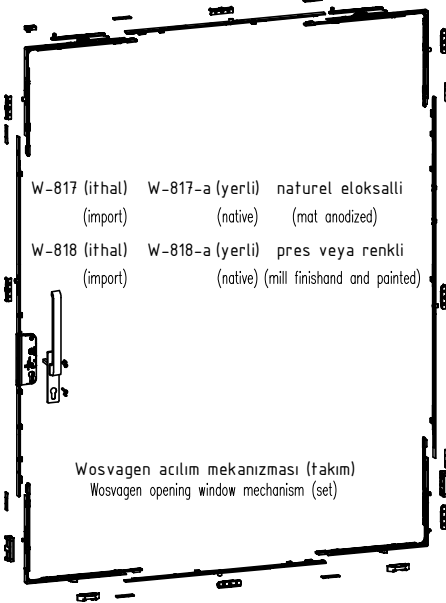 W-817 (ithal) W-817-a (yerli) naturel eloksalli
(import) (native) (mat anodized)
W-818 (ithal) W-818-a (yerli) pres veya renkli
(import) (native) (mill finishand and painted)
Wosvagen acılım mekanızması (takım)
Wosvagen opening window mechanism (set)